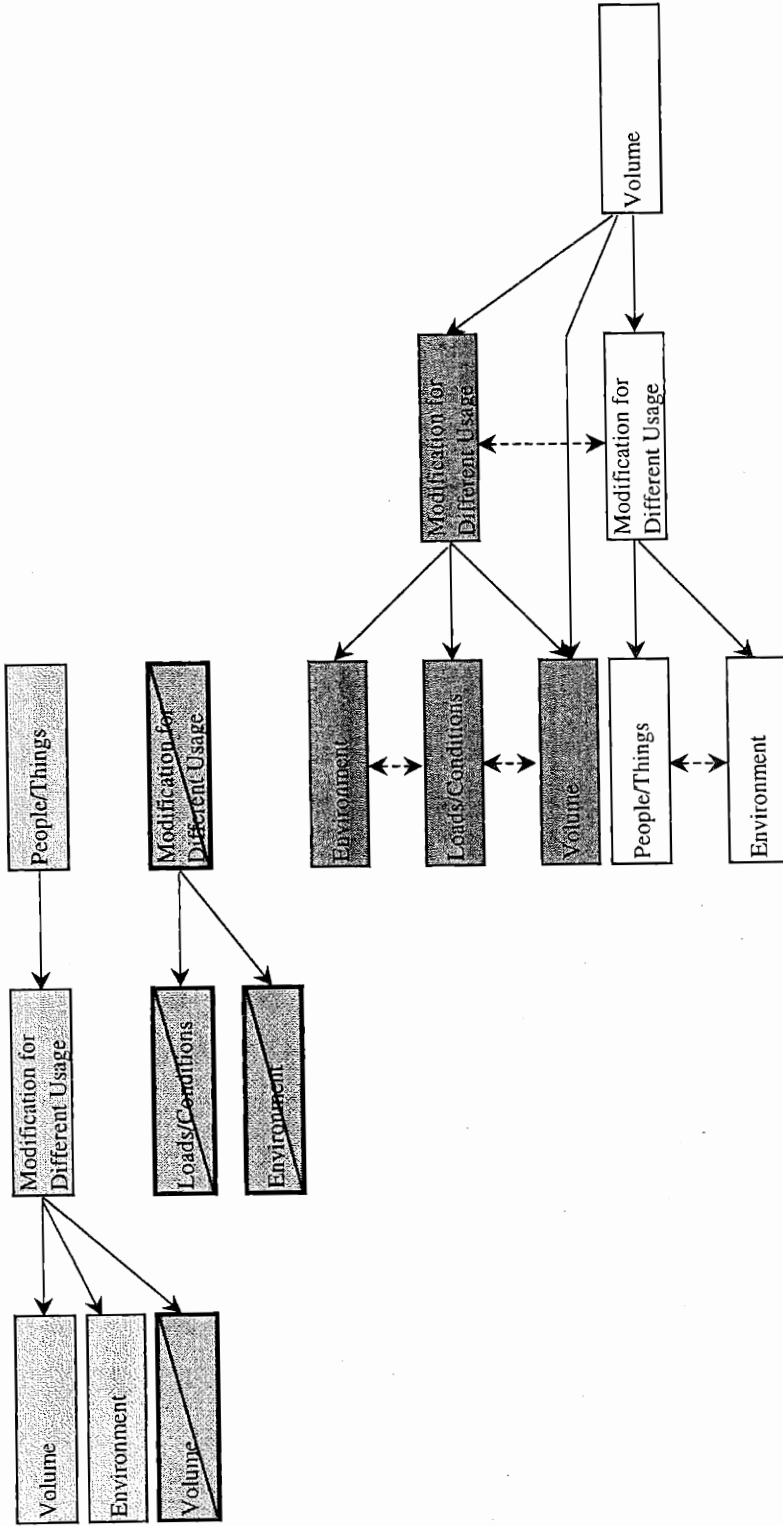 Volume
Modification for
Different Usage
People/Things
Environment
Volume
Loads/Conditions
Modification for
Different Usage
Environment
Environment
Loads/Conditions
Modification for
Different Usage
Volume
People/Things
Modification for
Different Usage
Volume
Environment